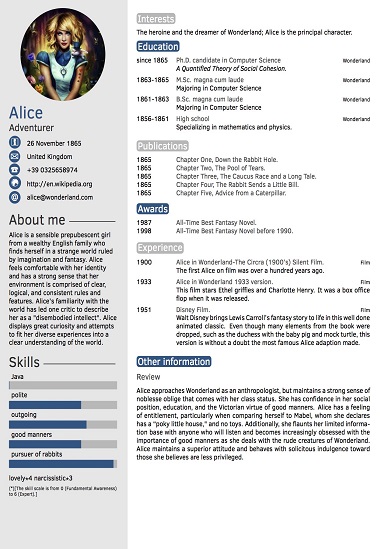 Alice
Adventurer
26 November 1865
United Kingdom
+39 0325658974
http://en.wikipedia.org
alice@wonderland.com
About me
Alice is a sensible prepubescent girl
from a wealthy English family who
finds herself in a strange world ruled
by imagination and fantasy. Alice
feels comfortable with her identity
and has a strong sense that her
environment is comprised of clear,
logical, and consistent rules and
features. Alice's familiarity with the
world has led one critic to describe
her as a "disembodied intellect". Alice
displays great curiosity and attempts
to fit her diverse experiences into a
clear understanding of the world.
Skills
Java
polite
outgoing
good manners
pursuer of rabbits
lovely+4 narcissistic+3
(*)[The skill scale is from 0 (Fundamental Awareness)
to 6 (Expert).]
Interests
The heroine and the dreamer of Wonderland; Alice is the principal character.
Education
since 1865 Ph.D. candidate in Computer Science Wonderland
A Quantified Theory of Social Cohesion.
1863-1865 M.Sc. magna cum laude Wonderland
Majoring in Computer Science
1861-1863 B.Sc. magna cum laude Wonderland
Majoring in Computer Science
1856-1861 High school Wonderland
Specializing in mathematics and physics.
Publications
1865 Chapter One, Down the Rabbit Hole.
1865 Chapter Two, The Pool of Tears.
1865 Chapter Three, The Caucus Race and a Long Tale.
1865 Chapter Four, The Rabbit Sends a Little Bill.
1865 Chapter Five, Advice from a Caterpillar.
Awards
1987 All-Time Best Fantasy Novel.
1998 All-Time Best Fantasy Novel before 1990.
Experience
1900 Alice in Wonderland-The Circra (1900's) Silent Film. Film
The first Alice on film was over a hundred years ago.
1933 Alice in Wonderland 1933 version. Film
This film stars Ethel griffies and Charlotte Henry. It was a box office
flop when it was released.
1951 Disney Film. Film
Walt Disney brings Lewis Carroll's fantasy story to life in this well done
animated classic. Even though many elements from the book were
dropped, such as the duchess with the baby pig and mock turtle, this
version is without a doubt the most famous Alice adaption made.
Other information
Review
Alice approaches Wonderland as an anthropologist, but maintains a strong sense of
noblesse oblige that comes with her class status. She has confidence in her social
position, education, and the Victorian virtue of good manners. Alice has a feeling
of entitlement, particularly when comparing herself to Mabel, whom she declares
has a "poky little house," and no toys. Additionally, she flaunts her limited informa-
tion base with anyone who will listen and becomes increasingly obsessed with the
importance of good manners as she deals with the rude creatures of Wonderland.
Alice maintains a superior attitude and behaves with solicitous indulgence toward
those she believes are less privileged.